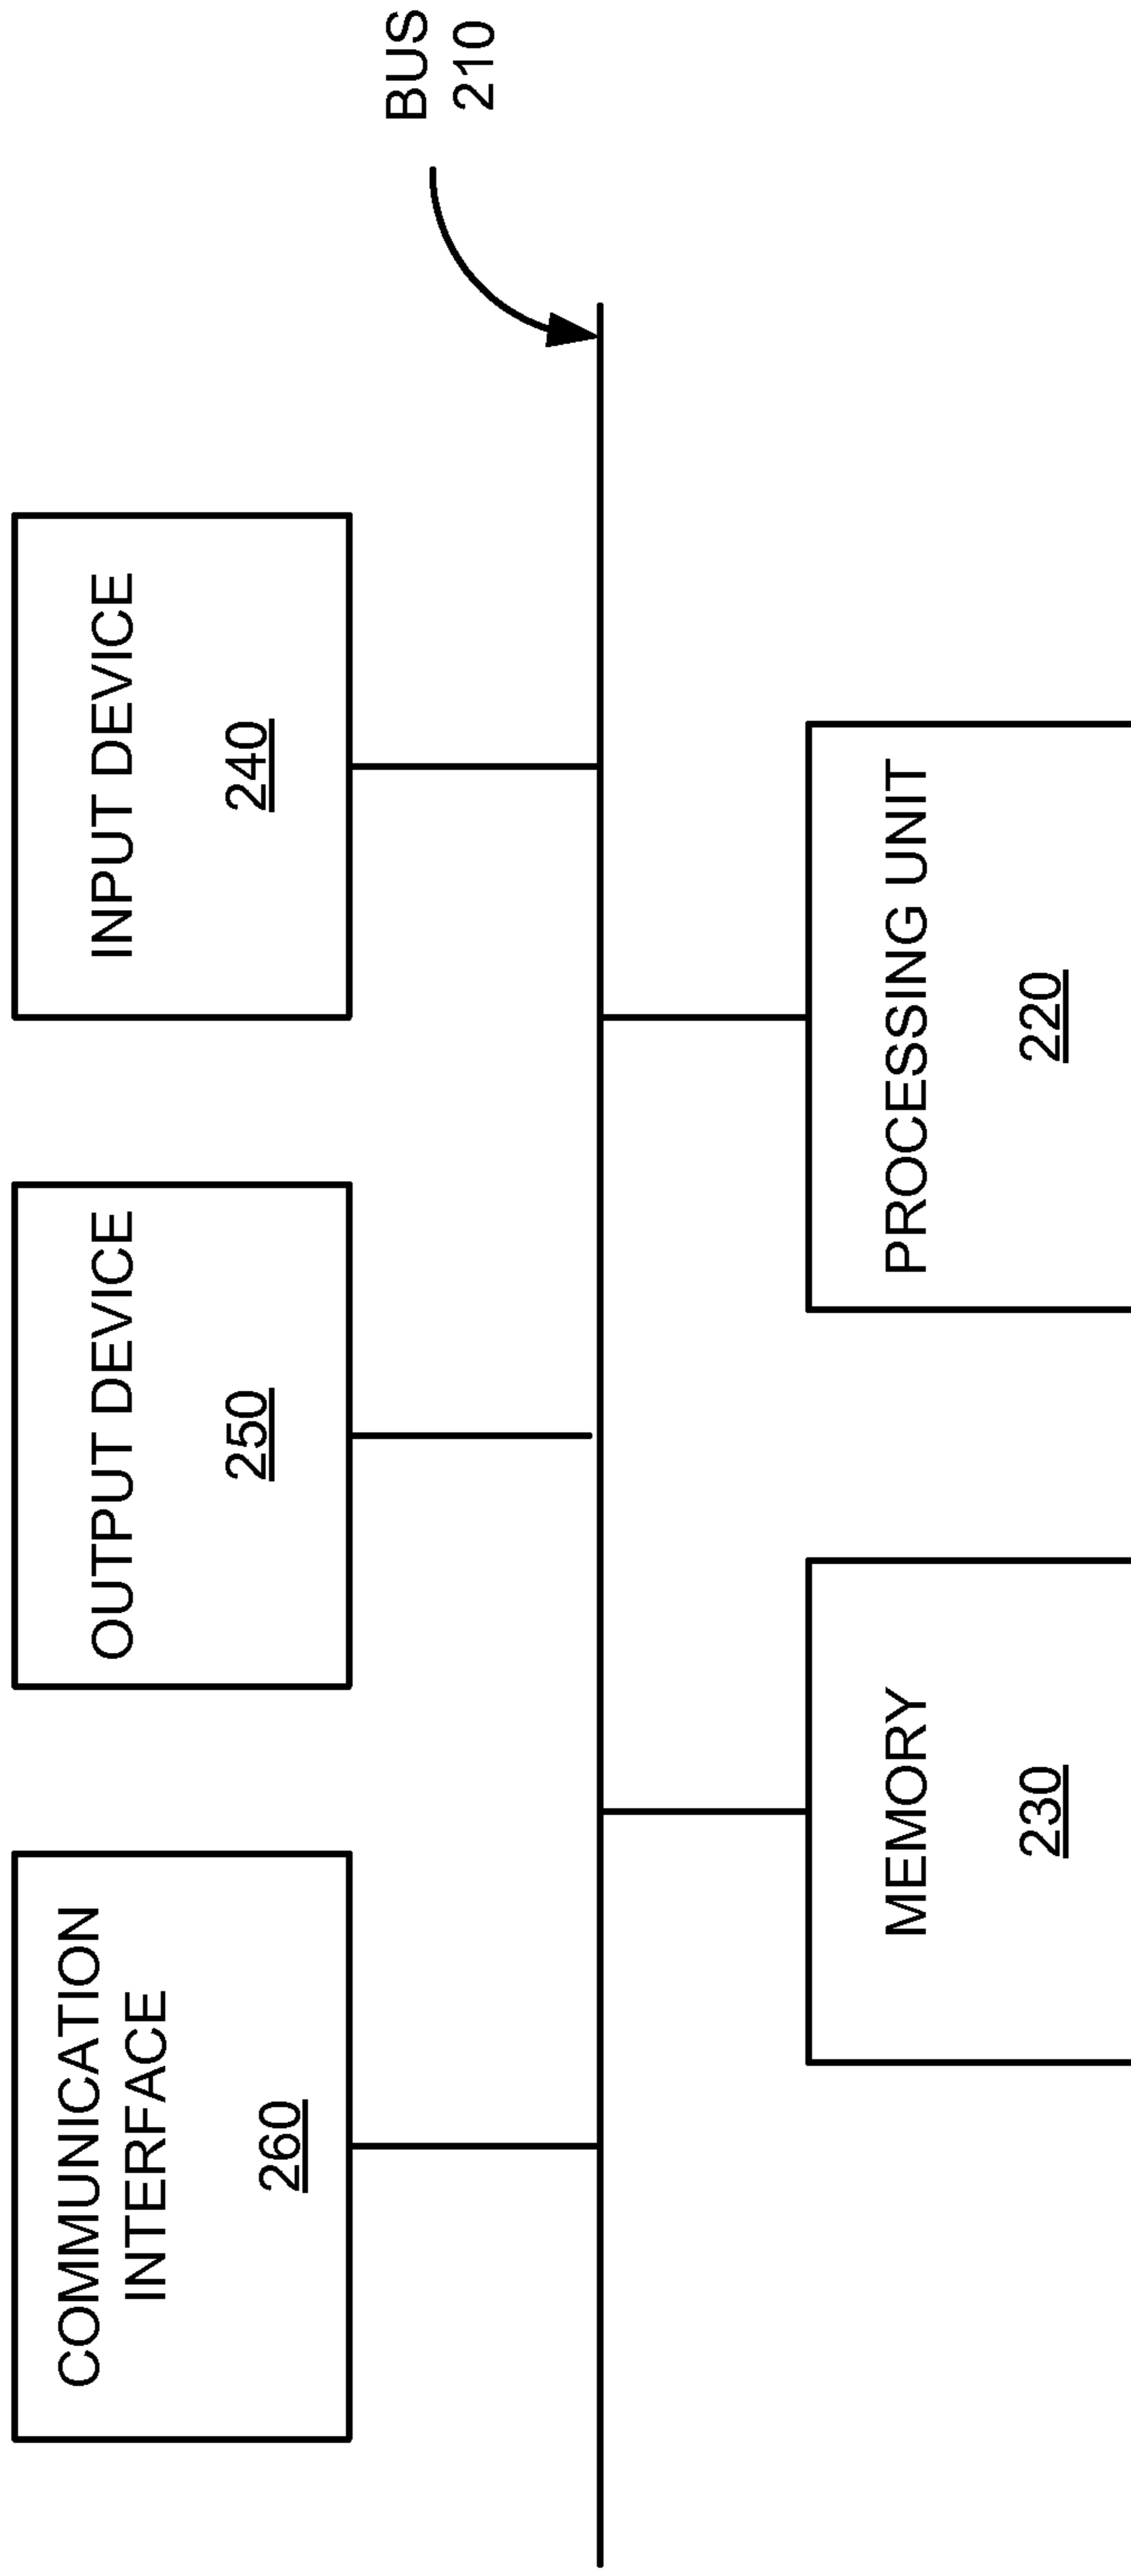 COMMUNICATION
INTERFACE
260
OUTPUT DEVICE
250
INPUT DEVICE
240
BUS
210
MEMORY
230
PROCESSING UNIT
220